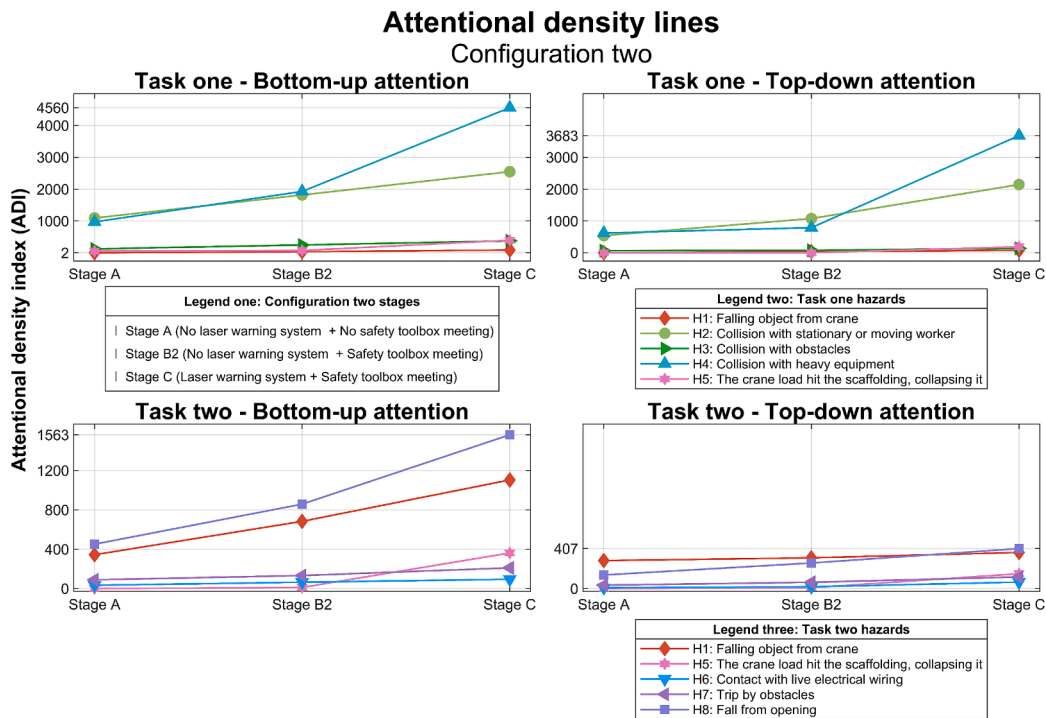 Attentional density lines
Configuration two
Task one - Bottom-up attention
4560
4000
3000
2000
1000
2
Stage A
Stage B2
Stage C
Task one - Top-down attention
3683
3000
2000
1000
0
Stage A
Stage B2
Stage C
Attentional density index (ADI)
Legend one: Configuration two stages
Stage A (No laser warning system + No safety toolbox meeting)
Stage B2 (No laser warning system + Safety toolbox meeting)
Stage C (Laser warning system + Safety toolbox meeting)
Legend two: Task one hazards
H1: Falling object from crane
H2: Collision with stationary or moving worker
H3: Collision with obstacles
H4: Collision with heavy equipment
H5: The crane load hit the scaffolding, collapsing it
Task two - Bottom-up attention
1563
1200
800
400
0
Stage A
Stage B2
Stage C
Task two - Top-down attention
407
0
Stage A
Stage B2
Stage C
Legend three: Task two hazards
H1: Falling object from crane
H5: The crane load hit the scaffolding, collapsing it
H6: Contact with live electrical wiring
H7: Trip by obstacles
H8: Fall from opening